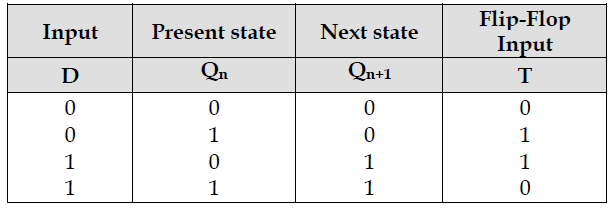 Input Present state Next state Flip-Flop Input
D Qn Qn+1 T
0 0 0 0
0 1 0 1
1 0 1 1
1 1 1 0